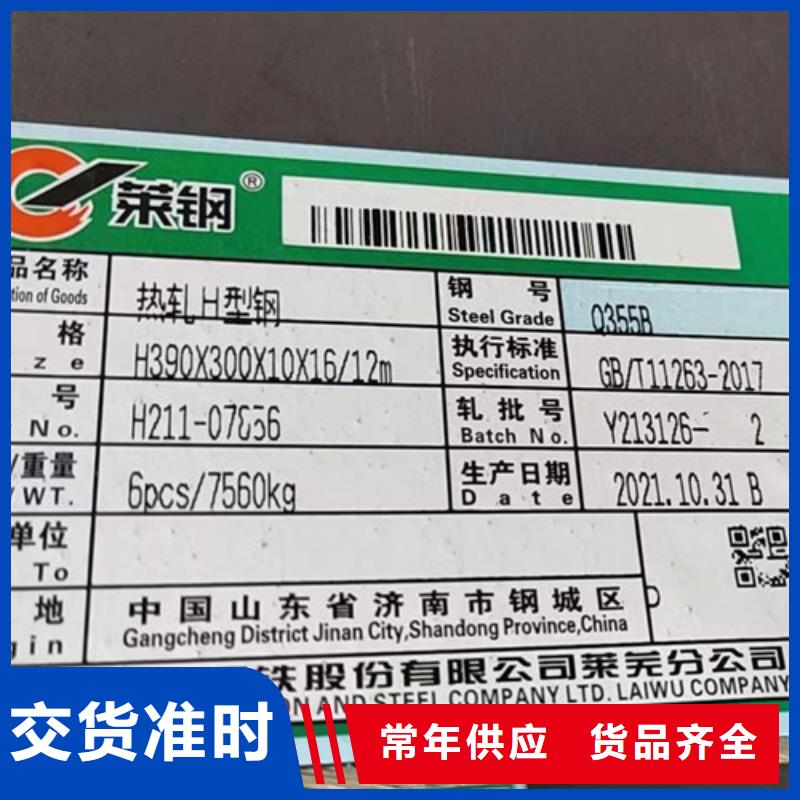 莱钢®
品名称 热轧H型钢 钢号 Q355B
tion of Goods Steel Grade
格 H390X300X10X16/12m 执行标准 GB/T11263-2017
ze Specification
号 轧批号 Y213126- 2
No. Batch No.
/重量 6pcs/7560kg 生产日期 2021.10.31 B
/WT. Date
单位
To
地 中国山东省济南市钢城区
gin Gangcheng District Jinan City,Shandong Province,China
铁股份有限公司莱芜分公司
ON AND STEEL COMPANY LTD. LAIWU COMPANY
交货准时
常年供应 货品齐全